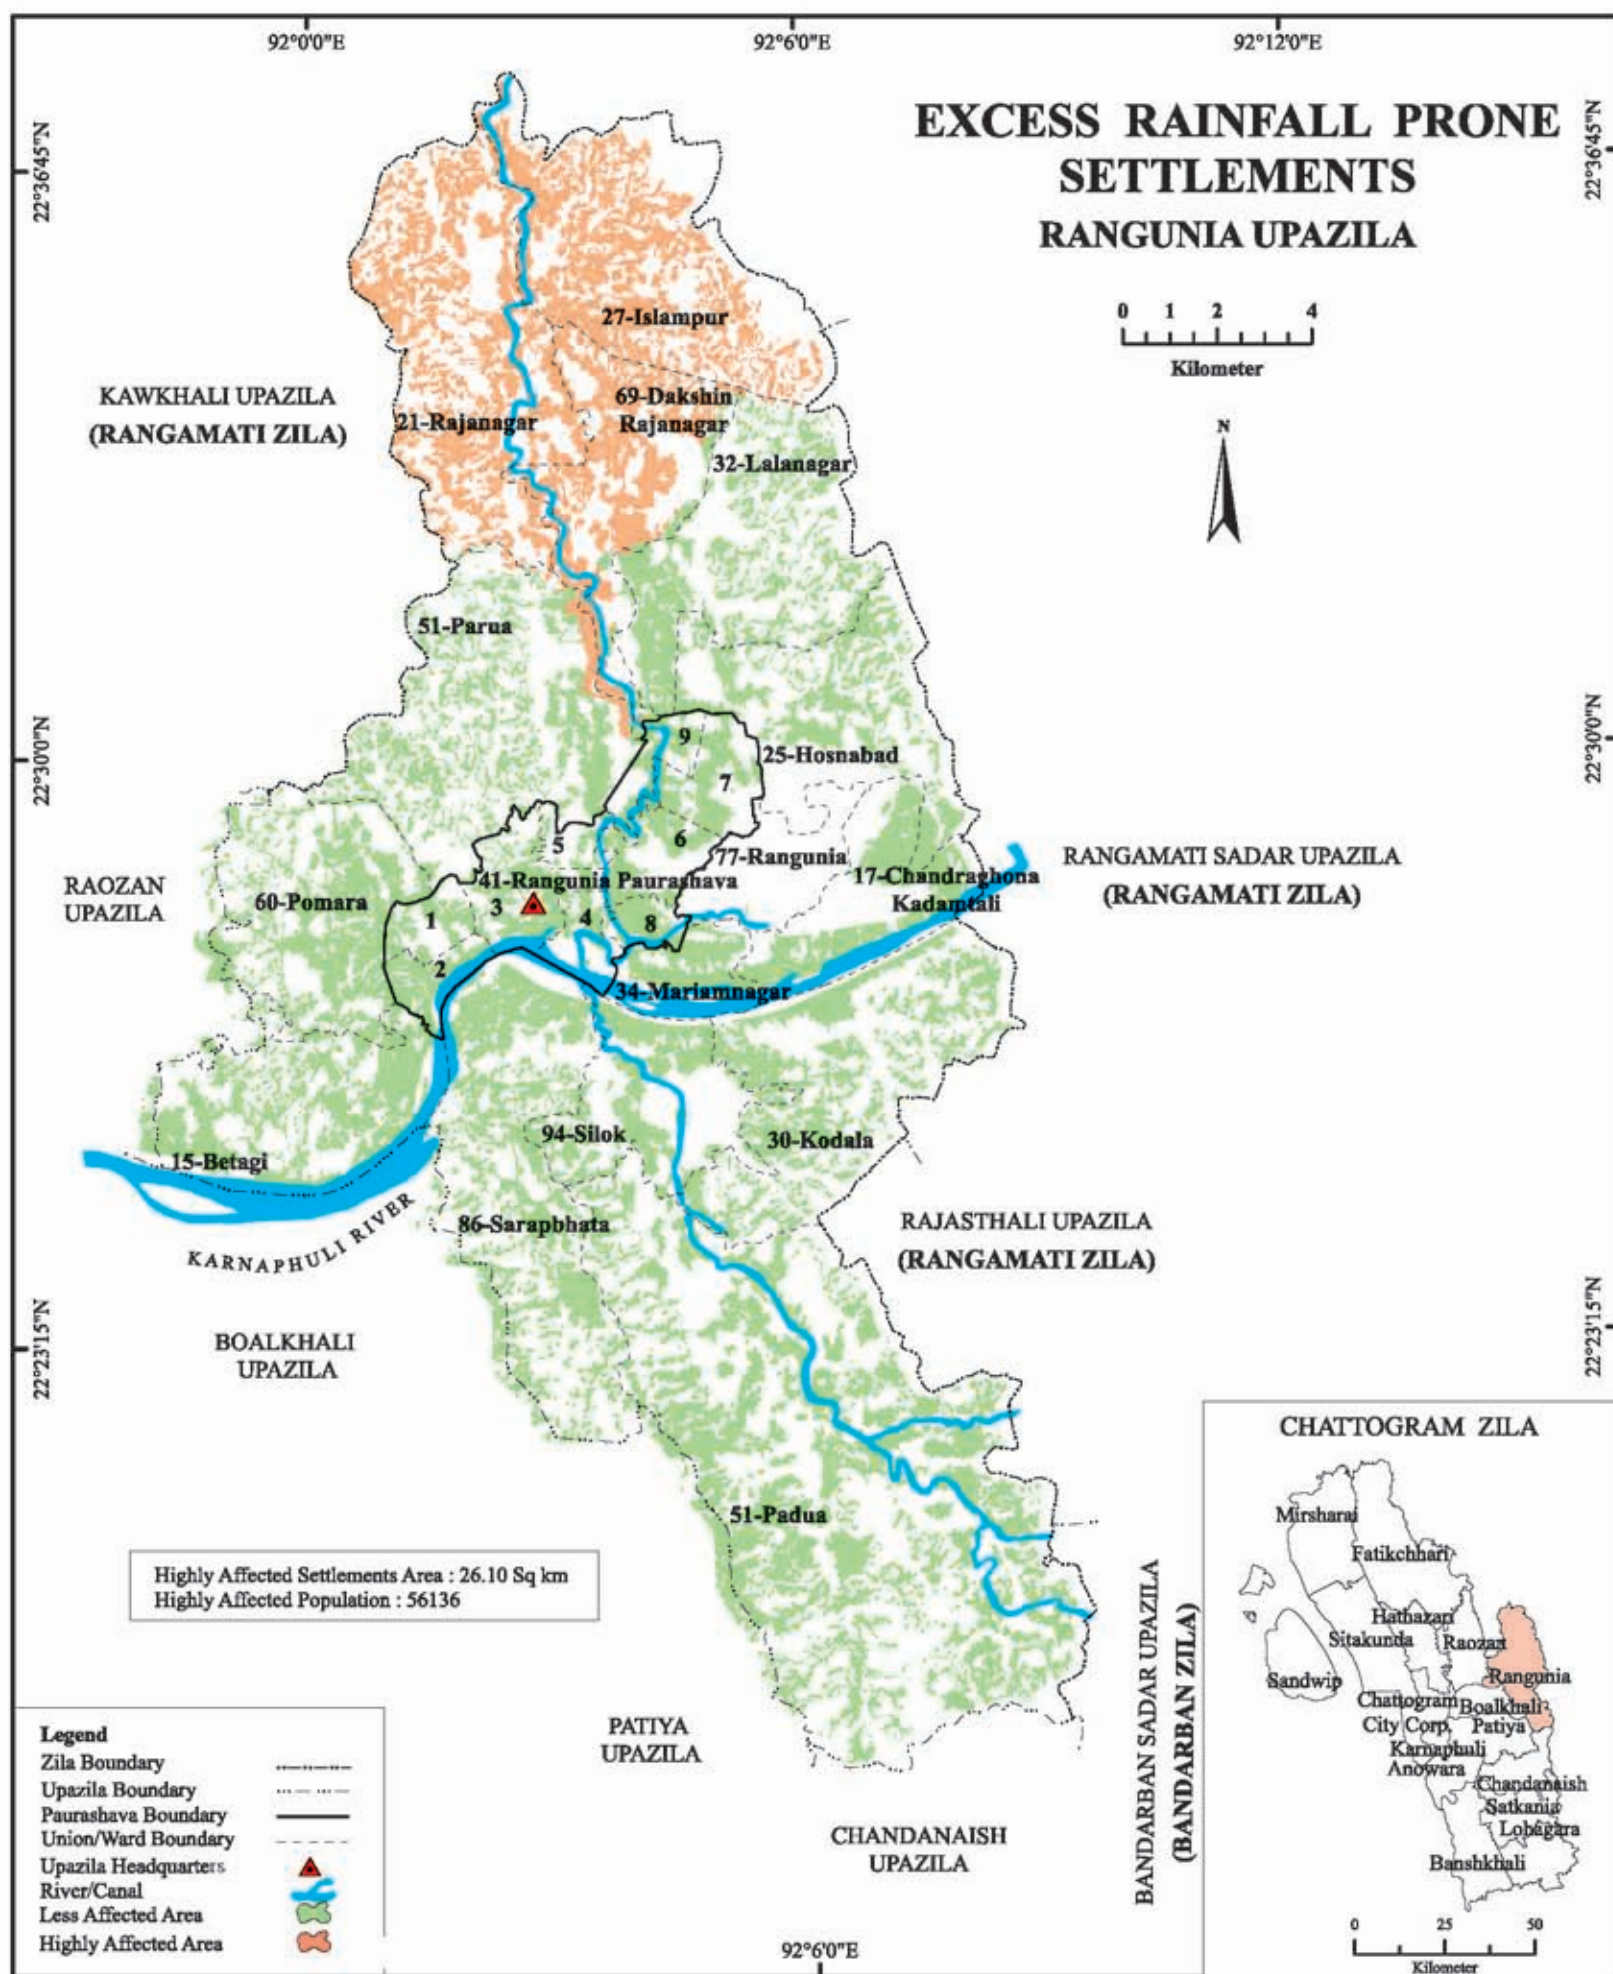 92°0'0"E
92°6'0"E
92°12'0"E
EXCESS RAINFALL PRONE
SETTLEMENTS
RANGUNIA UPAZILA
22°36'45"N
22°36'45"N
0 1 2 4
Kilometer
N
27-Islampur
KAWKHALI UPAZILA
(RANGAMATI ZILA)
69-Dakshin
Rajanagar
21-Rajanagar
32-Lalanagar
51-Parua
22°30'0"N
22°30'0"N
2
9
25-Hosnabad
7
6
5
77-Rangunia
RANGAMATI SADAR UPAZILA
(RANGAMATI ZILA)
17-Chandraghona
Kadamtali
41-Rangunia Paurashava
RAOZAN
UPAZILA
60-Pomara
1
3
4
8
2
34-Mariamnagar
94-Silok
30-Kodala
15-Betagi
86-Sarapbhata
KARNAPHULI RIVER
RAJASTHALI UPAZILA
(RANGAMATI ZILA)
22°23'15"N
22°23'15"N
BOALKHALI
UPAZILA
51-Padua
Highly Affected Settlements Area : 26.10 Sq km
Highly Affected Population : 56136
PATIYA
UPAZILA
CHANDANAISH
UPAZILA
BANDARBAN SADAR UPAZILA
(BANDARBAN ZILA)
92°6'0"E
Legend
Zila Boundary
Upazila Boundary
Paurashava Boundary
Union/Ward Boundary
Upazila Headquarters
River/Canal
Less Affected Area
Highly Affected Area
CHATTOGRAM ZILA
Mirsharai
Fatikchhari
Hathazari
Sitakunda
Raozan
Sandwip
Rangunia
Chattogram
City Corp.
Boalkhali
Patiya
Karnaphuli
Anowara
Chandanaish
Satkania
Lohagara
Banshkhali
0 25 50
Kilometer